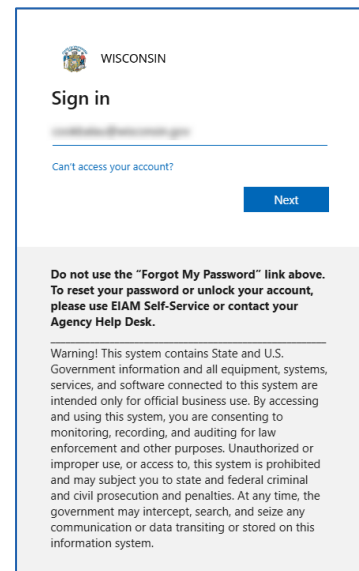 WISCONSIN
Sign in
Can't access your account?
Next
Do not use the “Forgot My Password” link above.
To reset your password or unlock your account,
please use EIAM Self-Service or contact your
Agency Help Desk.
Warning! This system contains State and U.S.
Government information and all equipment, systems,
services, and software connected to this system are
intended only for official business use. By accessing
and using this system, you are consenting to
monitoring, recording, and auditing for law
enforcement and other purposes. Unauthorized or
improper use, or access to, this system is prohibited
and may subject you to state and federal criminal
and civil prosecution and penalties. At any time, the
government may intercept, search, and seize any
communication or data transiting or stored on this
information system.